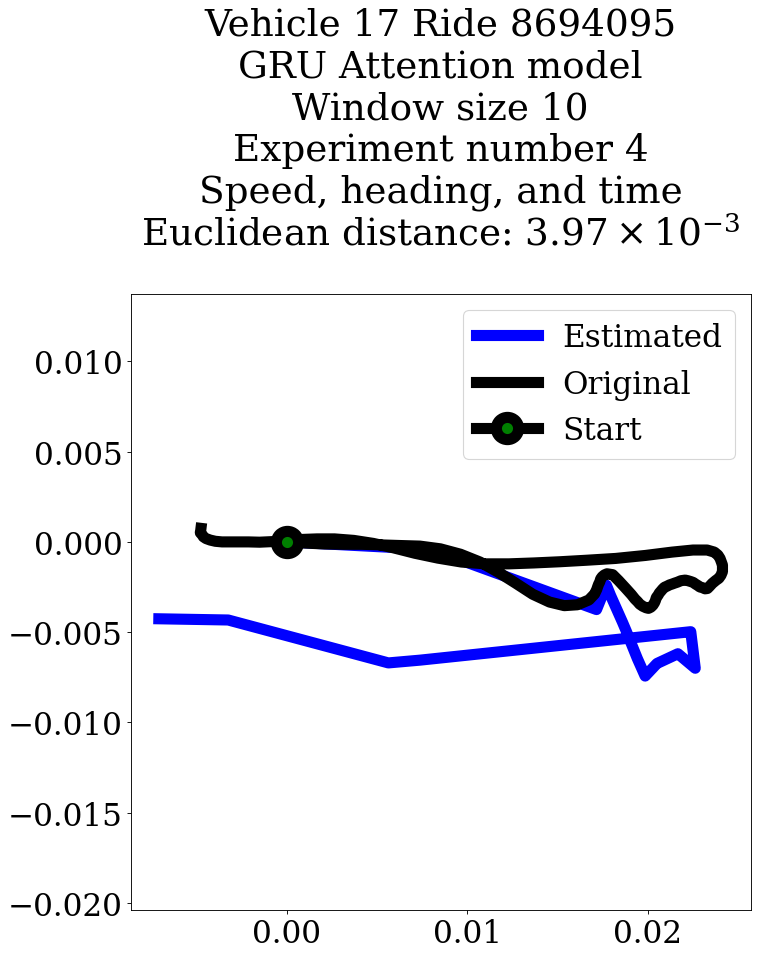 Vehicle 17 Ride 8694095
GRU Attention model
Window size 10
Experiment number 4
Speed, heading, and time
Euclidean distance: 3.97 × 10⁻³
Estimated
Original
Start
0.010
0.005
0.000
−0.005
−0.010
−0.015
−0.020
0.00 0.01 0.02